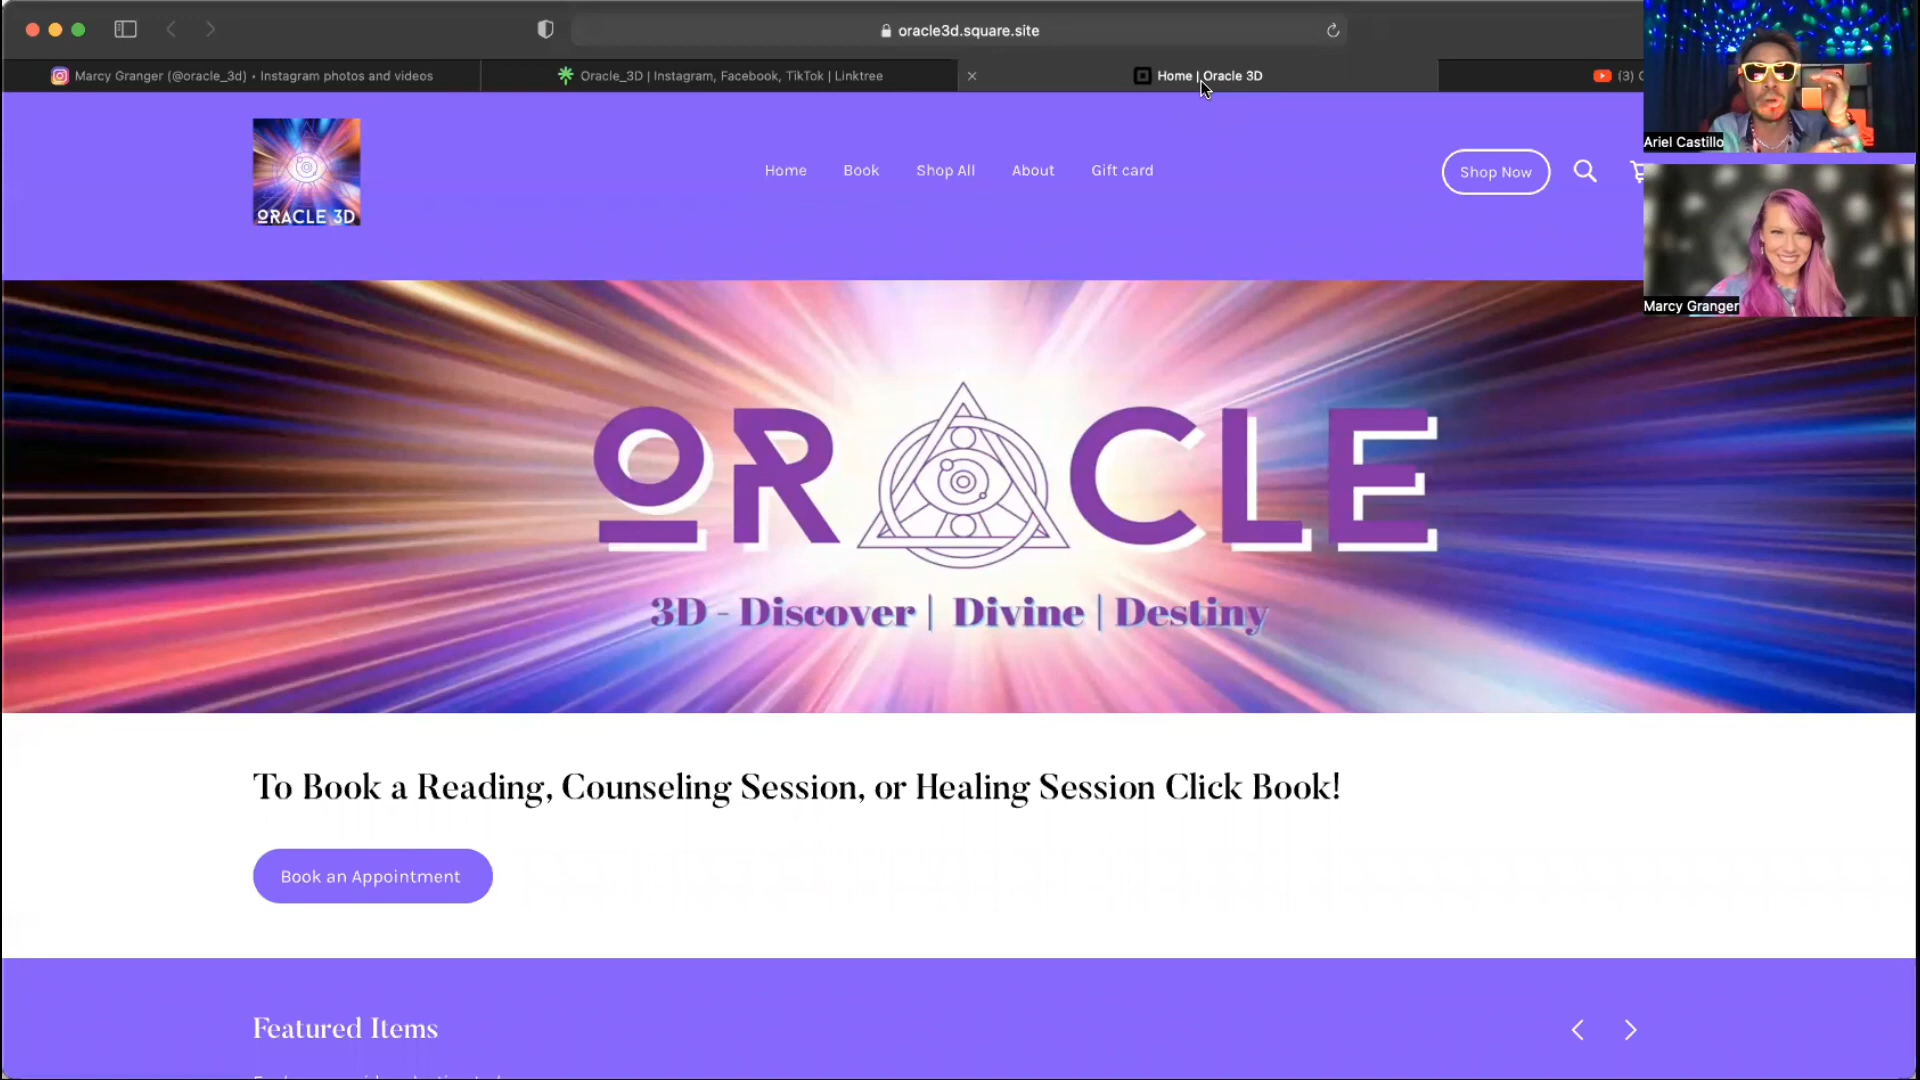 oracle3d.square.site
Marcy Granger (@oracle_3d) • Instagram photos and videos
Oracle_3D | Instagram, Facebook, TikTok | Linktree
Home | Oracle 3D
(3)
Ariel Castillo
ORACLE 3D
Home
Book
Shop All
About
Gift card
Shop Now
Marcy Granger
ORACLE
3D - Discover | Divine | Destiny
To Book a Reading, Counseling Session, or Healing Session Click Book!
Book an Appointment
Featured Items